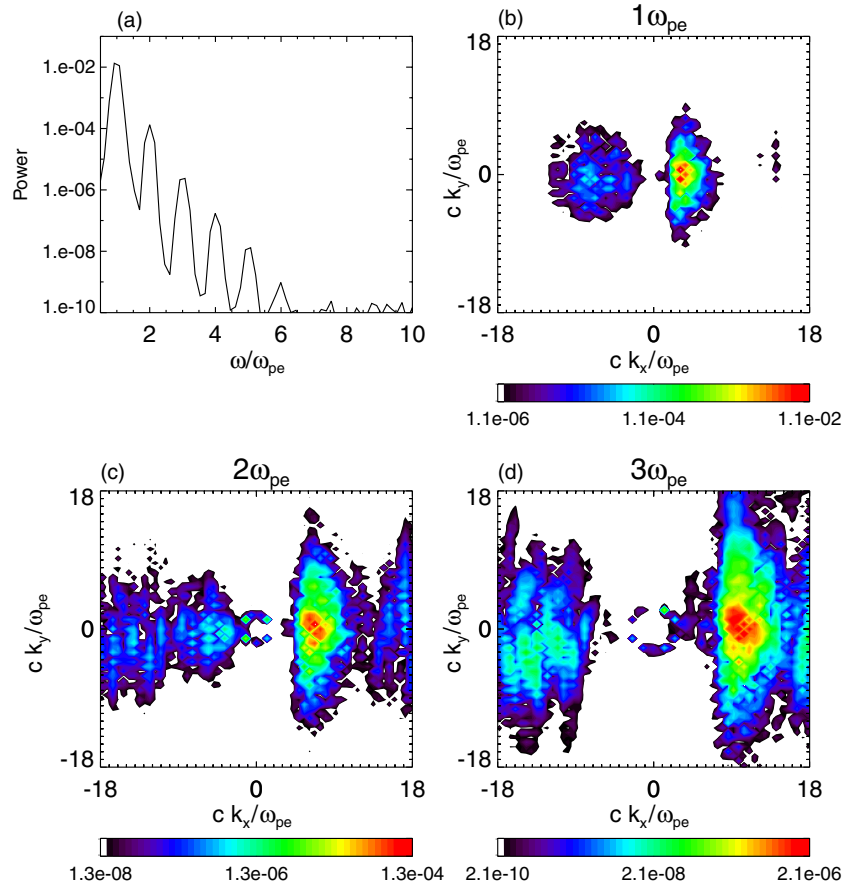 (a)
1.e-02
1.e-04
1.e-06
1.e-08
1.e-10
Power
2 4 6 8 10
ω/ωpe
(b) 1ωpe
18
0
-18
c ky/ωpe
-18 0 18
c kx/ωpe
1.1e-06 1.1e-04 1.1e-02
(c) 2ωpe
18
0
-18
c ky/ωpe
-18 0 18
c kx/ωpe
1.3e-08 1.3e-06 1.3e-04
(d) 3ωpe
18
0
-18
c ky/ωpe
-18 0 18
c kx/ωpe
2.1e-10 2.1e-08 2.1e-06